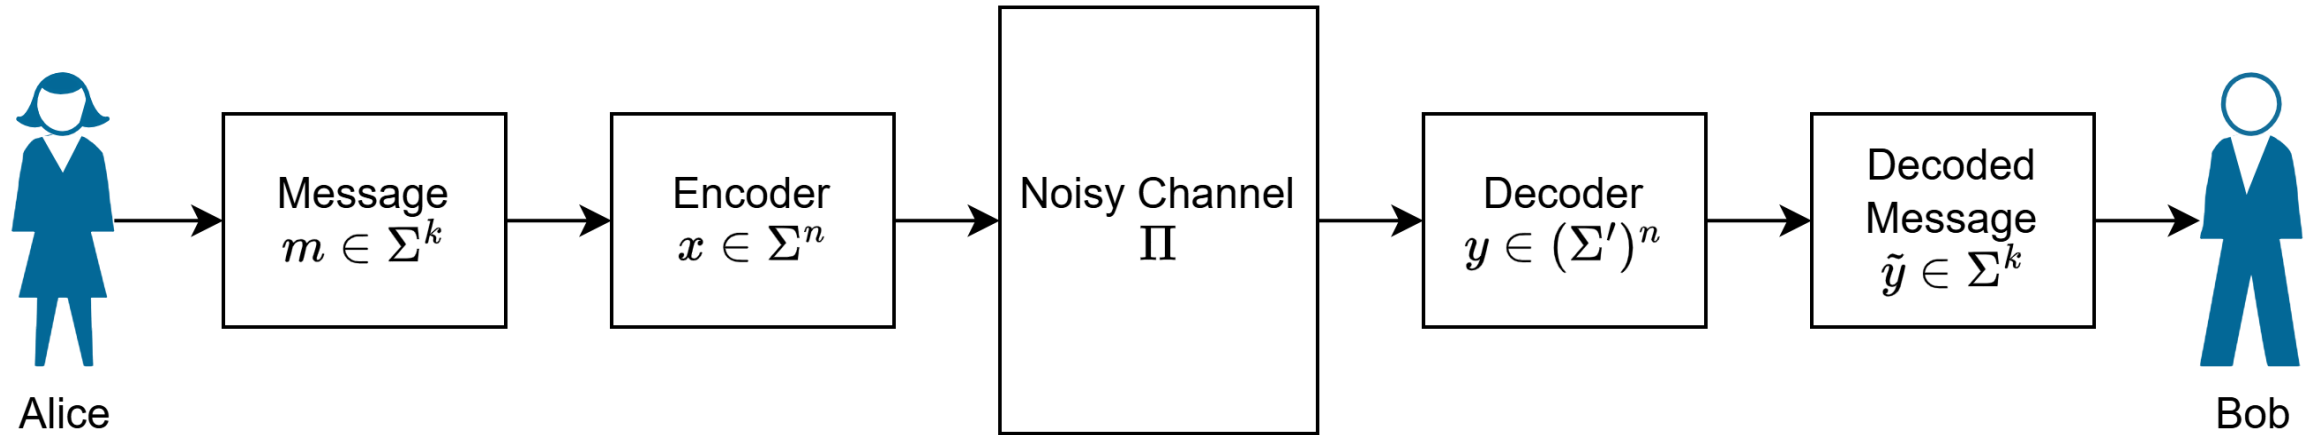 Alice
Message
m ∈ Σ^k
Encoder
x ∈ Σ^n
Noisy Channel
Π
Decoder
y ∈ (Σ′)^n
Decoded
Message
ỹ ∈ Σ^k
Bob